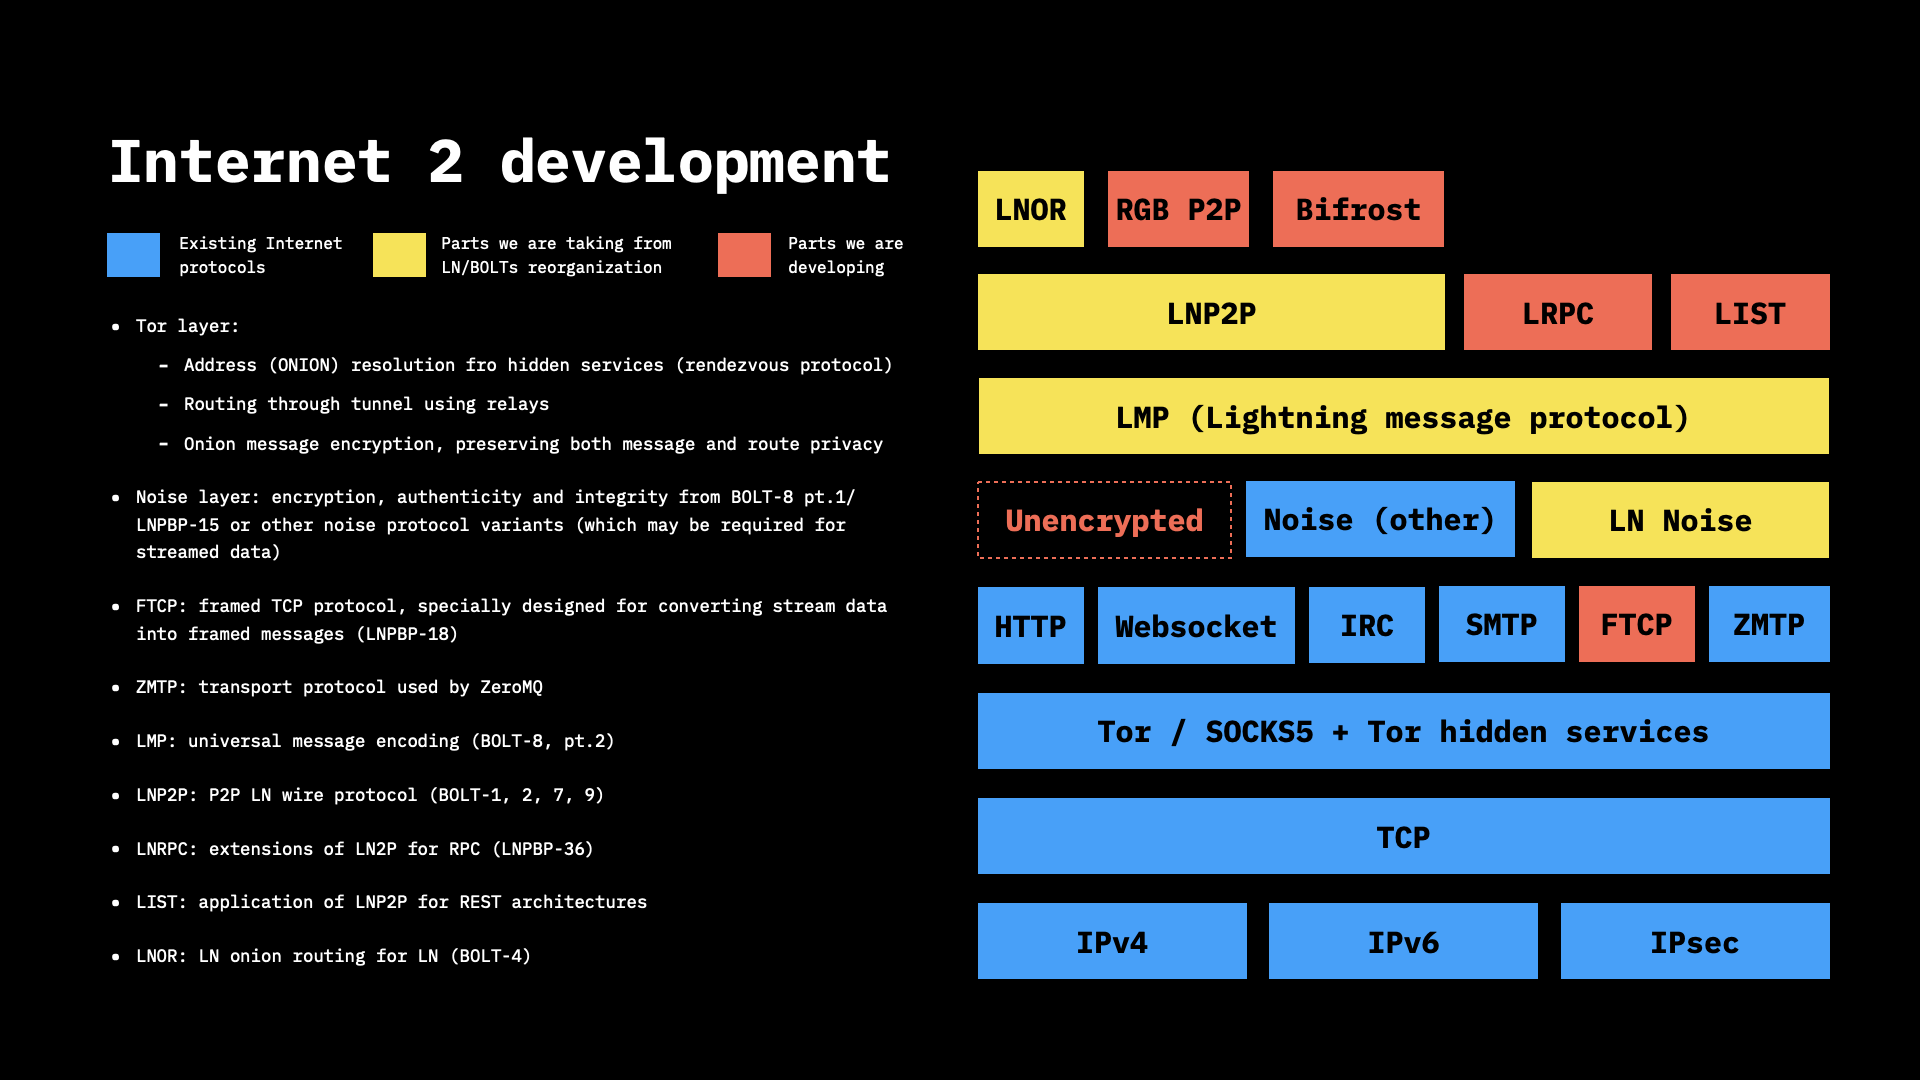 Internet 2 development
Existing Internet
protocols
Parts we are taking from
LN/BOLTs reorganization
Parts we are
developing
• Tor layer:
– Address (ONION) resolution fro hidden services (rendezvous protocol)
– Routing through tunnel using relays
– Onion message encryption, preserving both message and route privacy
• Noise layer: encryption, authenticity and integrity from BOLT-8 pt.1/
LNPBP-15 or other noise protocol variants (which may be required for
streamed data)
• FTCP: framed TCP protocol, specially designed for converting stream data
into framed messages (LNPBP-18)
• ZMTP: transport protocol used by ZeroMQ
• LMP: universal message encoding (BOLT-8, pt.2)
• LNP2P: P2P LN wire protocol (BOLT-1, 2, 7, 9)
• LNRPC: extensions of LN2P for RPC (LNPBP-36)
• LIST: application of LNP2P for REST architectures
• LNOR: LN onion routing for LN (BOLT-4)
LNOR RGB P2P Bifrost
LNP2P LRPC LIST
LMP (Lightning message protocol)
Unencrypted Noise (other) LN Noise
HTTP Websocket IRC SMTP FTCP ZMTP
Tor / SOCKS5 + Tor hidden services
TCP
IPv4 IPv6 IPsec